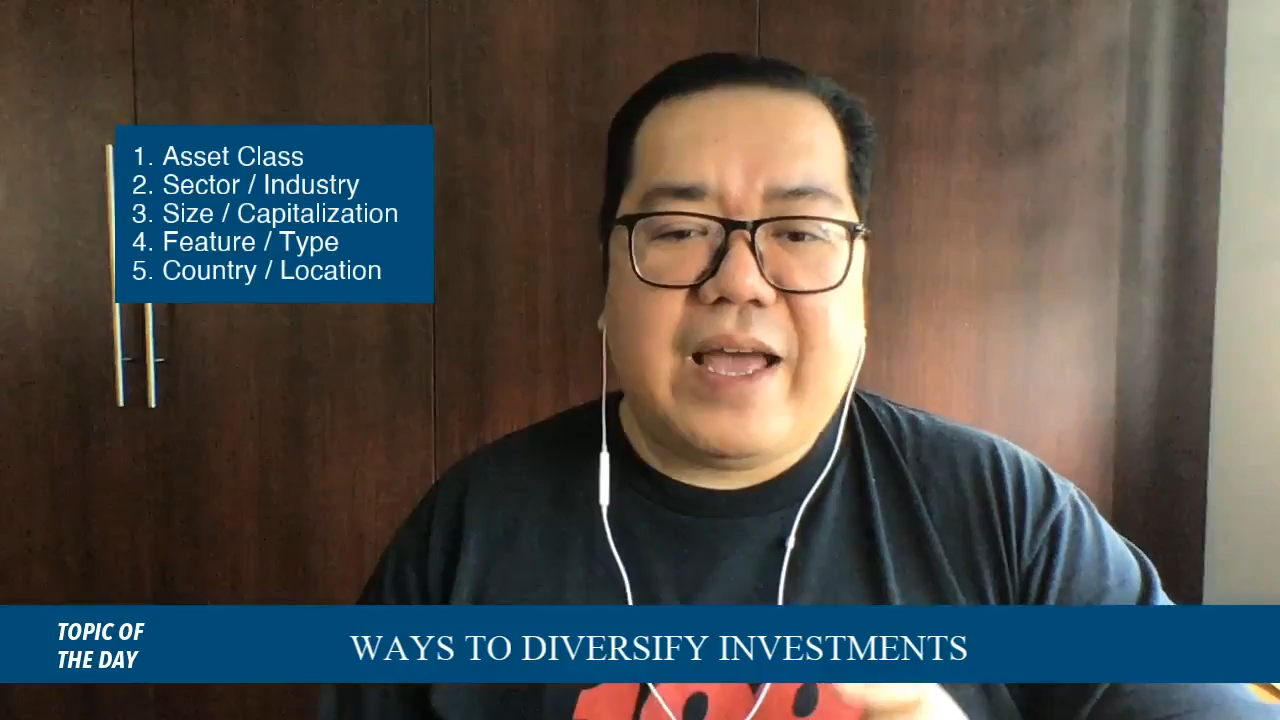 1. Asset Class
2. Sector / Industry
3. Size / Capitalization
4. Feature / Type
5. Country / Location
TOPIC OF
THE DAY
WAYS TO DIVERSIFY INVESTMENTS